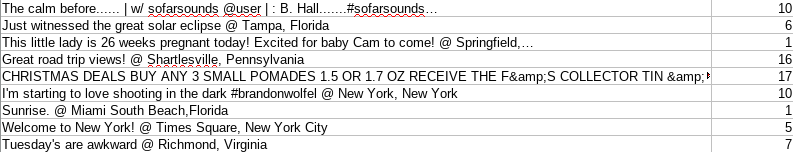 The calm before...... | w/ sofarsounds @user | : B. Hall.......#sofarsounds… 10
Just witnessed the great solar eclipse @ Tampa, Florida 6
This little lady is 26 weeks pregnant today! Excited for baby Cam to come! @ Springfield,… 1
Great road trip views! @ Shartlesville, Pennsylvania 16
CHRISTMAS DEALS BUY ANY 3 SMALL POMADES 1.5 OR 1.7 OZ RECEIVE THE F&amp;S COLLECTOR TIN &amp; 17
I'm starting to love shooting in the dark #brandonwolfel @ New York, New York 10
Sunrise. @ Miami South Beach,Florida 1
Welcome to New York! @ Times Square, New York City 5
Tuesday's are awkward @ Richmond, Virginia 7